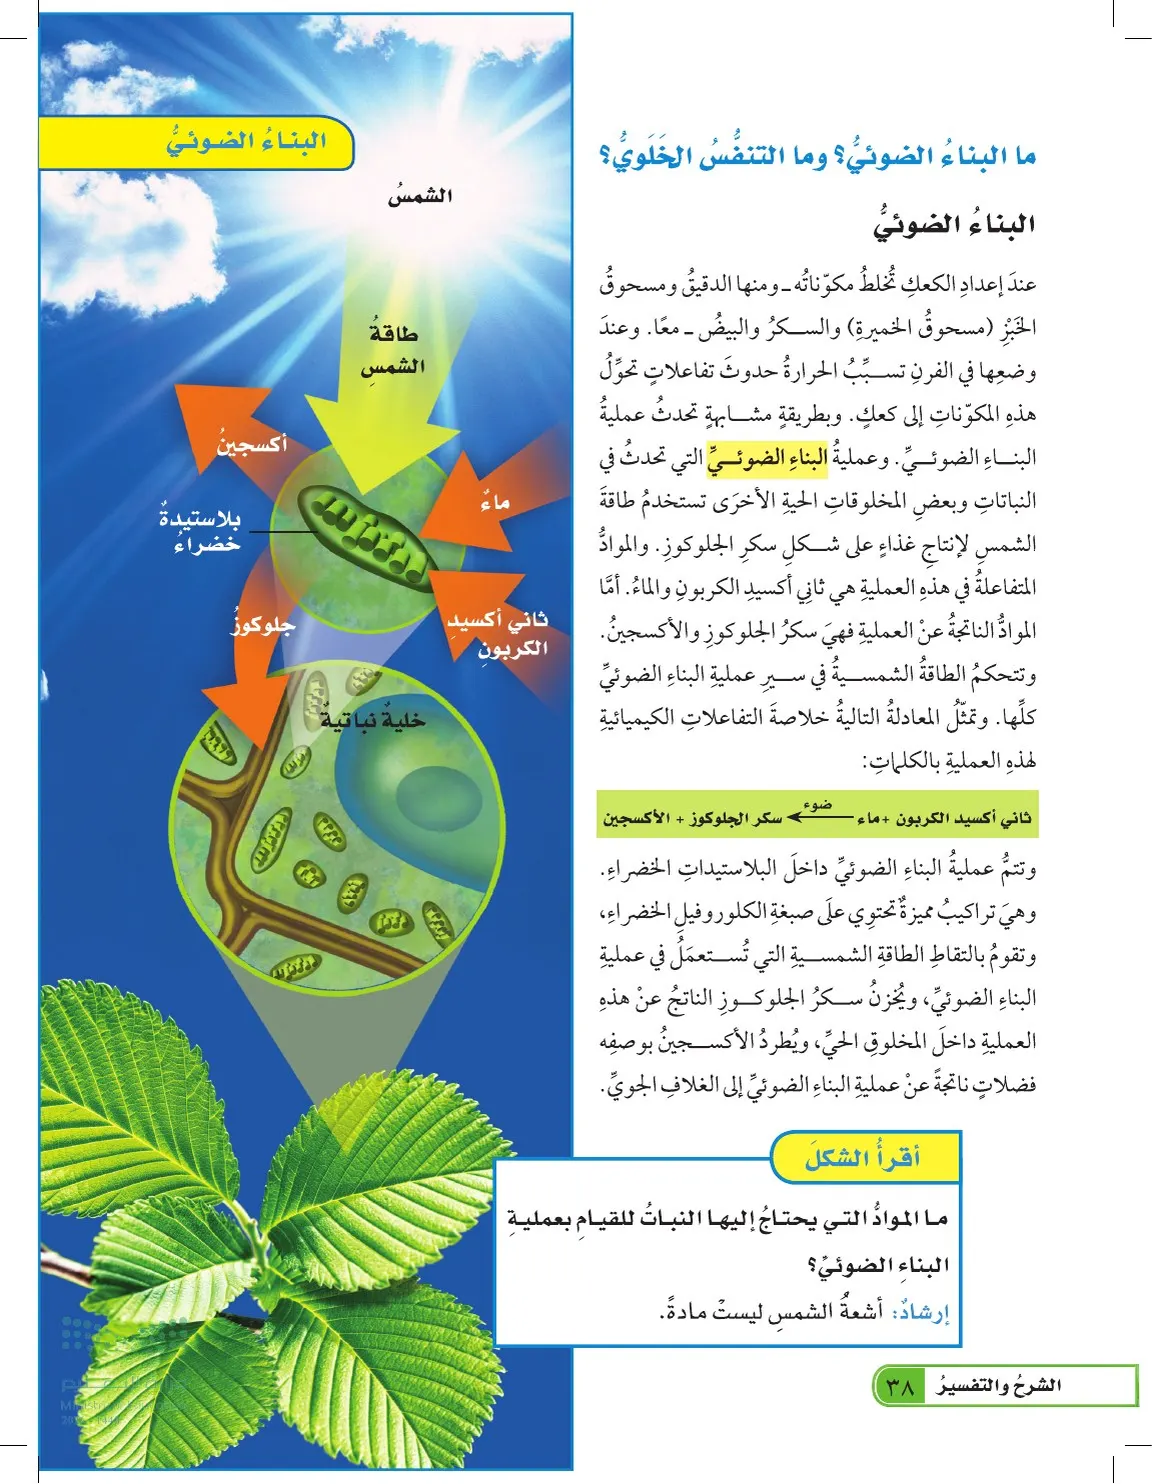 ما البناءُ الضوئيُّ؟ وما التنفُّسُ الخَلَويُّ؟
البناءُ الضوئيُّ
عندَ إعدادِ الكعكِ تُخلطُ مكوّناتُه ـ ومنها الدقيقُ ومسحوقُ
الخَبْزِ (مسحوقُ الخميرةِ) والسكرُ والبيضُ ـ معًا. وعندَ
وضعِها في الفرنِ تسبِّبُ الحرارةُ حدوثَ تفاعلاتٍ تحوِّلُ
هذهِ المكوّناتِ إلى كعكٍ. وبطريقةٍ مشابهةٍ تحدثُ عمليةُ
البناءِ الضوئيِّ. وعمليةُ البناءِ الضوئيِّ التي تحدثُ في
النباتاتِ وبعضِ المخلوقاتِ الحيةِ الأخرَى تستخدمُ طاقةَ
الشمسِ لإنتاجِ غذاءٍ على شكلِ سكرِ الجلوكوزِ. والموادُّ
المتفاعلةُ في هذهِ العمليةِ هي ثانِي أكسيدِ الكربونِ والماءُ. أمَّا
الموادُّ الناتجةُ عنْ العمليةِ فهيَ سكرُ الجلوكوزِ والأكسجينُ.
وتتحكمُ الطاقةُ الشمسيةُ في سيرِ عمليةِ البناءِ الضوئيِّ
كلِّها. وتمثّلُ المعادلةُ التاليةُ خلاصةَ التفاعلاتِ الكيميائيةِ
لهذهِ العمليةِ بالكلماتِ:
ثاني أكسيد الكربون + ماء ضوء ← سكر الجلوكوز + الأكسجين
وتتمُّ عمليةُ البناءِ الضوئيِّ داخلَ البلاستيداتِ الخضراءِ.
وهيَ تراكيبُ مميزةٌ تحتوِي علَى صبغةِ الكلوروفيلِ الخضراءِ،
وتقومُ بالتقاطِ الطاقةِ الشمسيةِ التي تُستعمَلُ في عمليةِ
البناءِ الضوئيِّ، ويُخزنُ سكرُ الجلوكوزِ الناتجُ عنْ هذهِ
العمليةِ داخلَ المخلوقِ الحيِّ، ويُطردُ الأكسجينُ بوصفِه
فضلاتٍ ناتجةً عنْ عمليةِ البناءِ الضوئيِّ إلى الغلافِ الجويِّ.
البناءُ الضوئيُّ
الشمسُ
طاقةُ
الشمسِ
أكسجينُ
ماءُ
بلاستيدةُ
خضراءُ
ثاني أكسيدِ
الكربونِ
جلوكوزُ
خليةُ نباتيةُ
أقرأُ الشكلَ
ما الموادُّ التي يحتاجُ إليها النباتُ للقيامِ بعمليةِ
البناءِ الضوئيِّ؟
إرشادٌ: أشعةُ الشمسِ ليستْ مادةً.
الشرحُ والتفسيرُ ٣٨